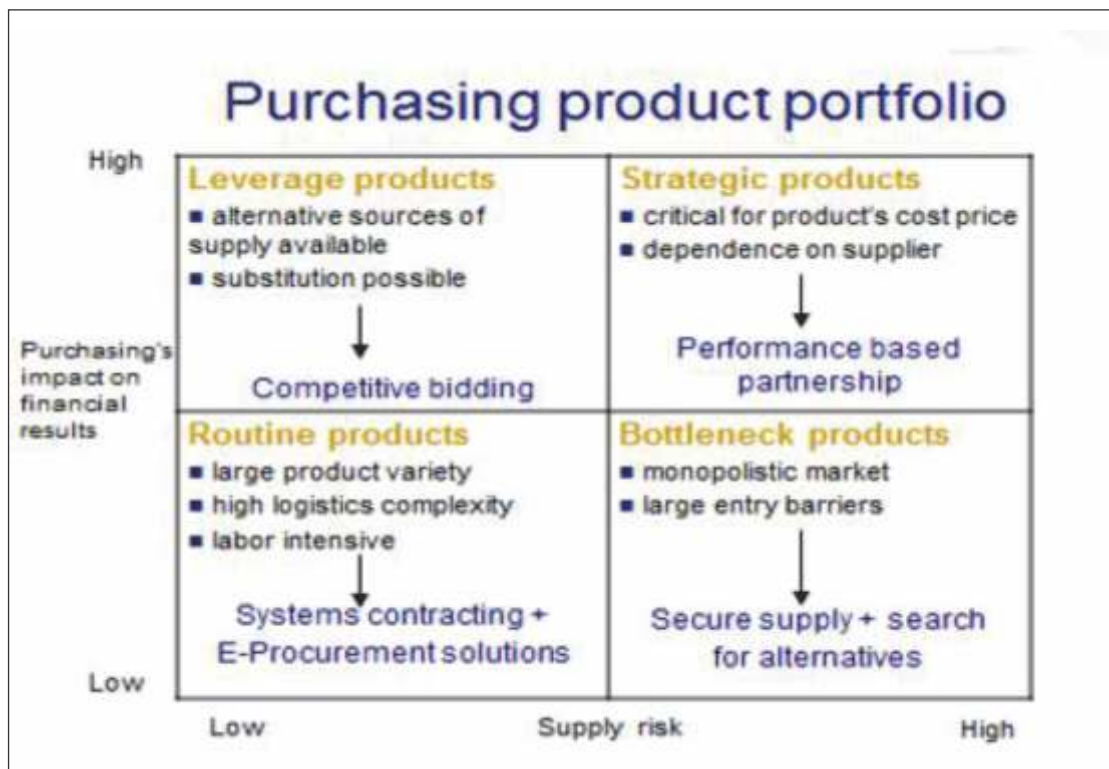 Purchasing product portfolio
High
Leverage products
■ alternative sources of
supply available
■ substitution possible
Competitive bidding
Strategic products
■ critical for product's cost price
■ dependence on supplier
Performance based
partnership
Purchasing's
impact on
financial
results
Routine products
■ large product variety
■ high logistics complexity
■ labor intensive
Systems contracting +
E-Procurement solutions
Bottleneck products
■ monopolistic market
■ large entry barriers
Secure supply + search
for alternatives
Low
Low
Supply risk
High